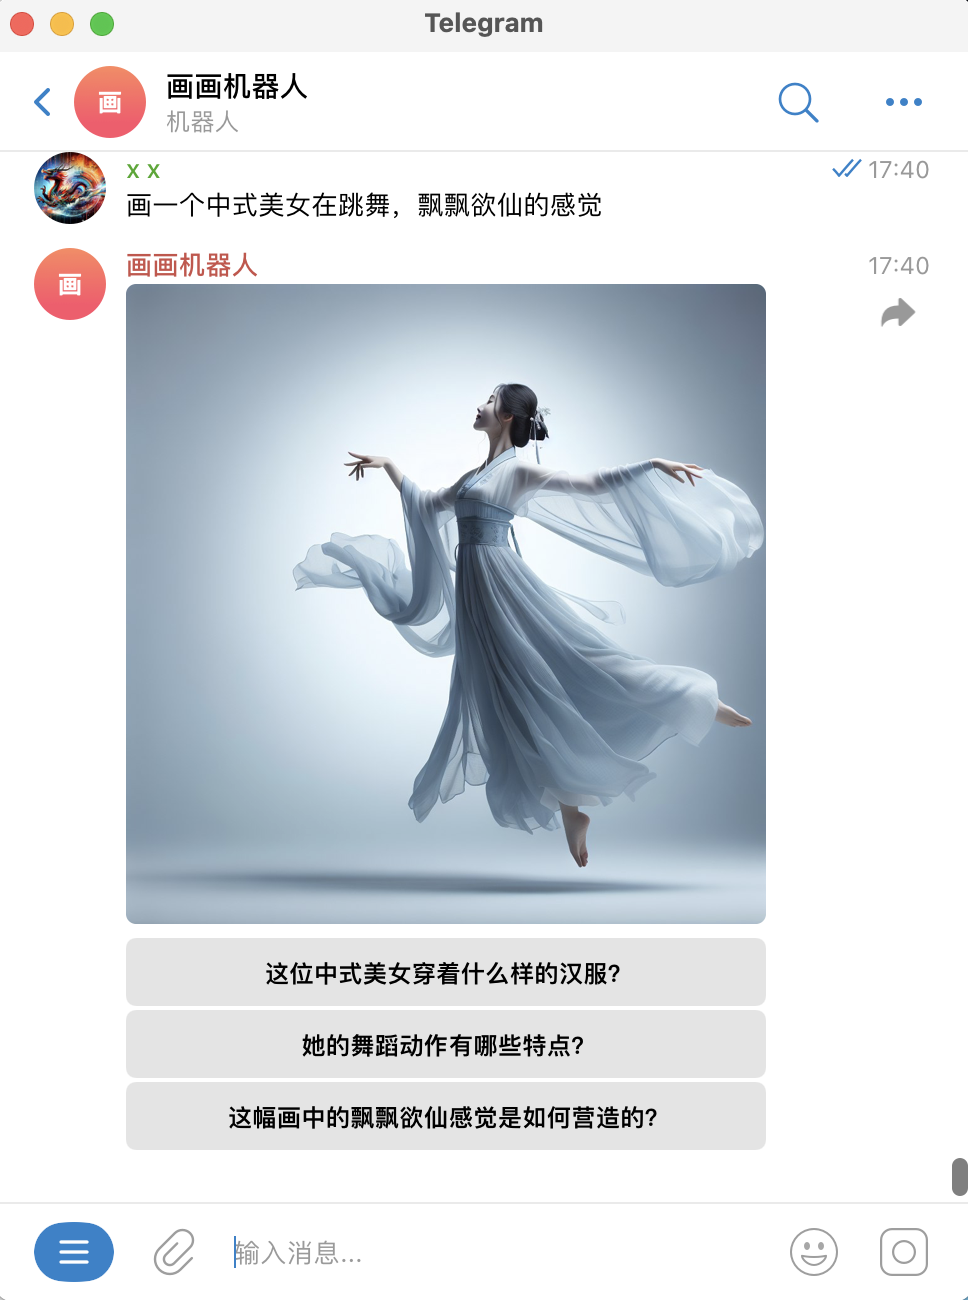 Telegram
画
画画机器人
机器人
x x
17:40
画一个中式美女在跳舞，飘飘欲仙的感觉
画
画画机器人
17:40
这位中式美女穿着什么样的汉服?
她的舞蹈动作有哪些特点?
这幅画中的飘飘欲仙感觉是如何营造的?
输入消息...